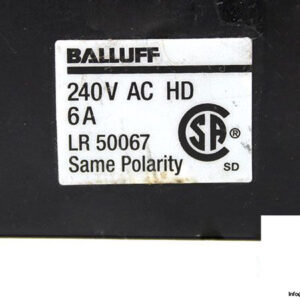 BALLUFF
240V AC HD
6A
LR 50067
Same Polarity
SA ®
SD